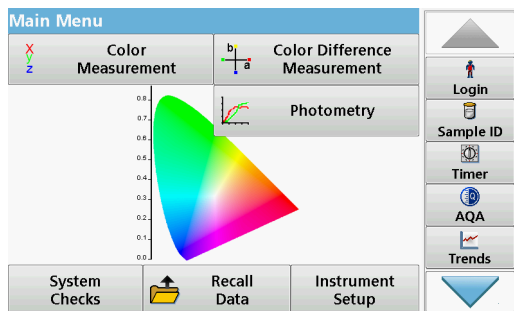 Main Menu
X
y
z
Color
Measurement
b
a
Color Difference
Measurement
Photometry
0.8
0.7
0.6
0.5
0.4
0.3
0.2
0.1
0.0
Login
Sample ID
Timer
AQA
Trends
System
Checks
Recall
Data
Instrument
Setup